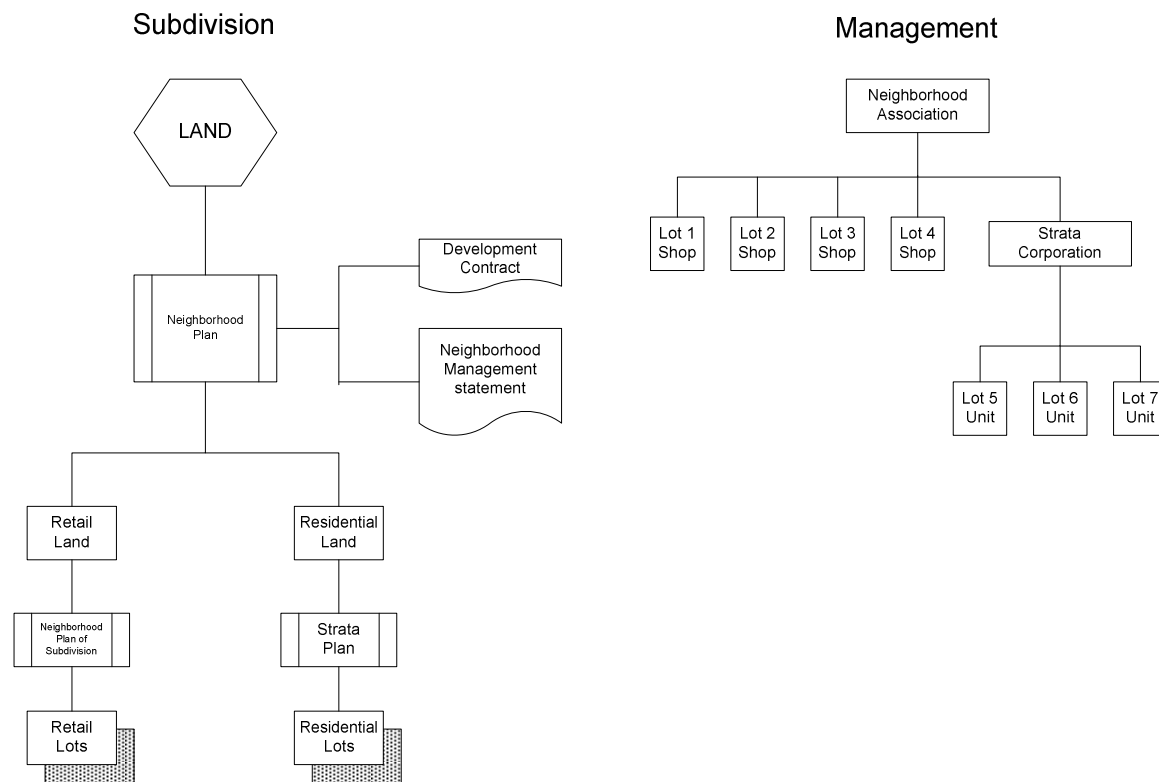 Subdivision
LAND
Neighborhood
Plan
Development
Contract
Neighborhood
Management
statement
Retail
Land
Residential
Land
Neighborhood
Plan of
Subdivision
Strata
Plan
Retail
Lots
Residential
Lots
Management
Neighborhood
Association
Lot 1
Shop
Lot 2
Shop
Lot 3
Shop
Lot 4
Shop
Strata
Corporation
Lot 5
Unit
Lot 6
Unit
Lot 7
Unit